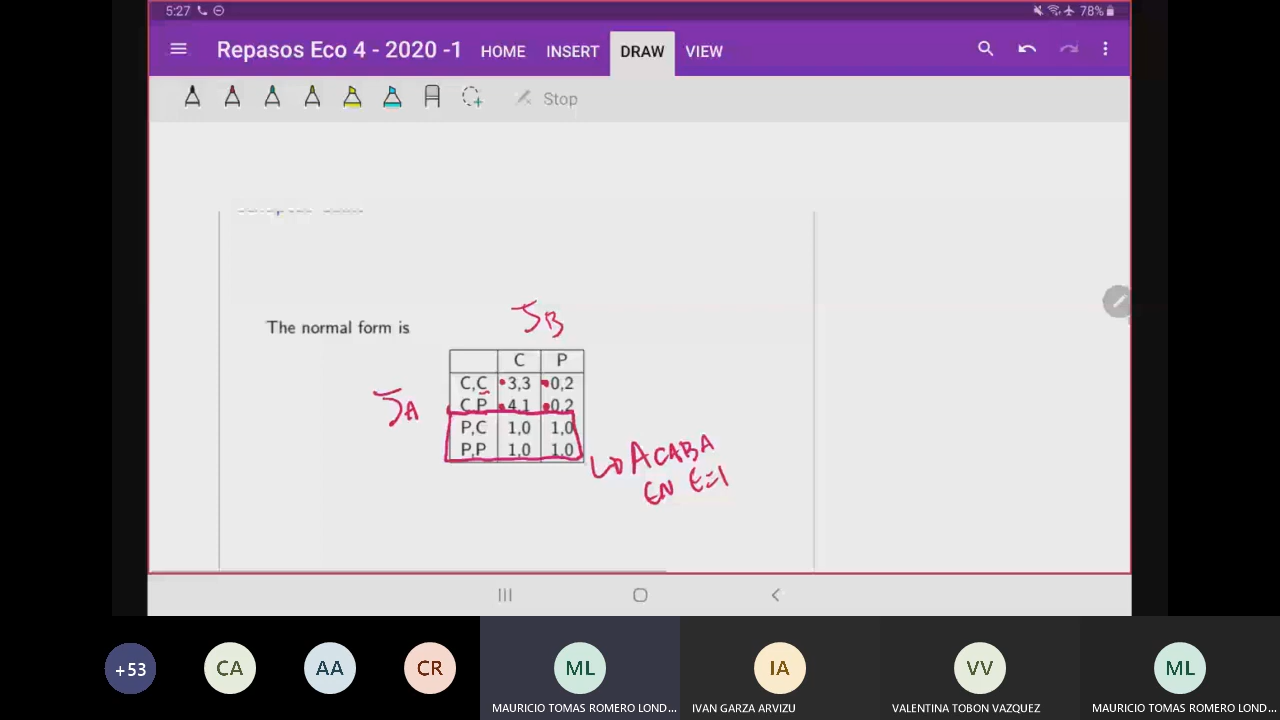 5:27 78%
Repasos Eco 4 - 2020 -1 HOME INSERT DRAW VIEW
Stop
The normal form is
JB
JA
C P
C,C 3,3 0,2
C,P 4,1 0,2
P,C 1,0 1,0
P,P 1,0 1,0
ACABA
EN t=1
+53 CA AA CR ML IA VV ML
MAURICIO TOMAS ROMERO LOND... IVAN GARZA ARVIZU VALENTINA TOBON VAZQUEZ MAURICIO TOMAS ROMERO LOND...